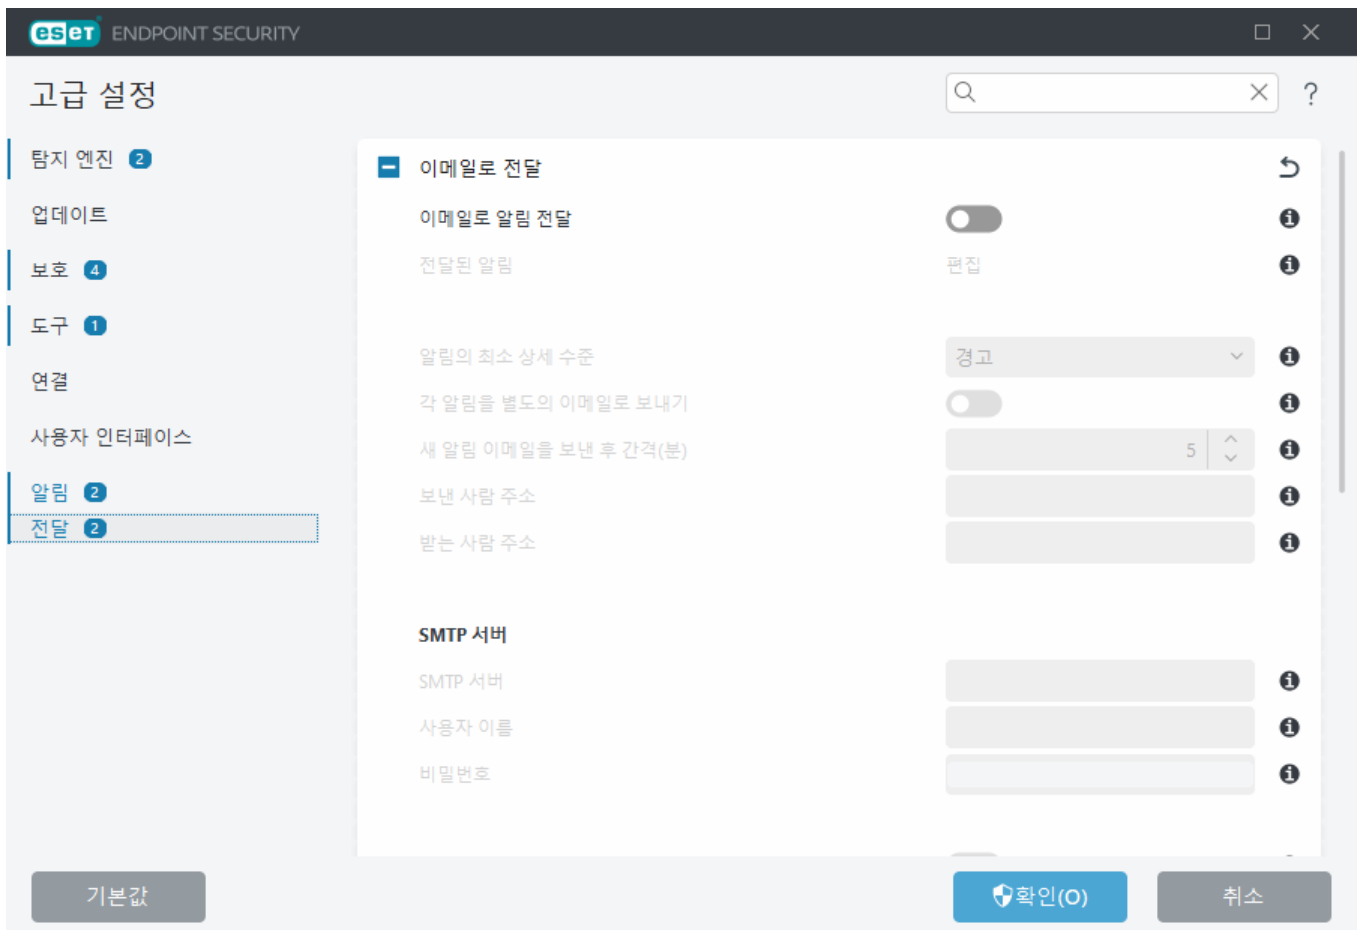 eset ENDPOINT SECURITY
고급 설정
?
탐지 엔진 2
업데이트
보호 4
도구 1
연결
사용자 인터페이스
알림 2
전달 2
이메일로 전달
이메일로 알림 전달
전달된 알림 편집
알림의 최소 상세 수준 경고
각 알림을 별도의 이메일로 보내기
새 알림 이메일을 보낸 후 간격(분) 5
보낸 사람 주소
받는 사람 주소
SMTP 서버
SMTP 서버
사용자 이름
비밀번호
기본값
확인(O)
취소